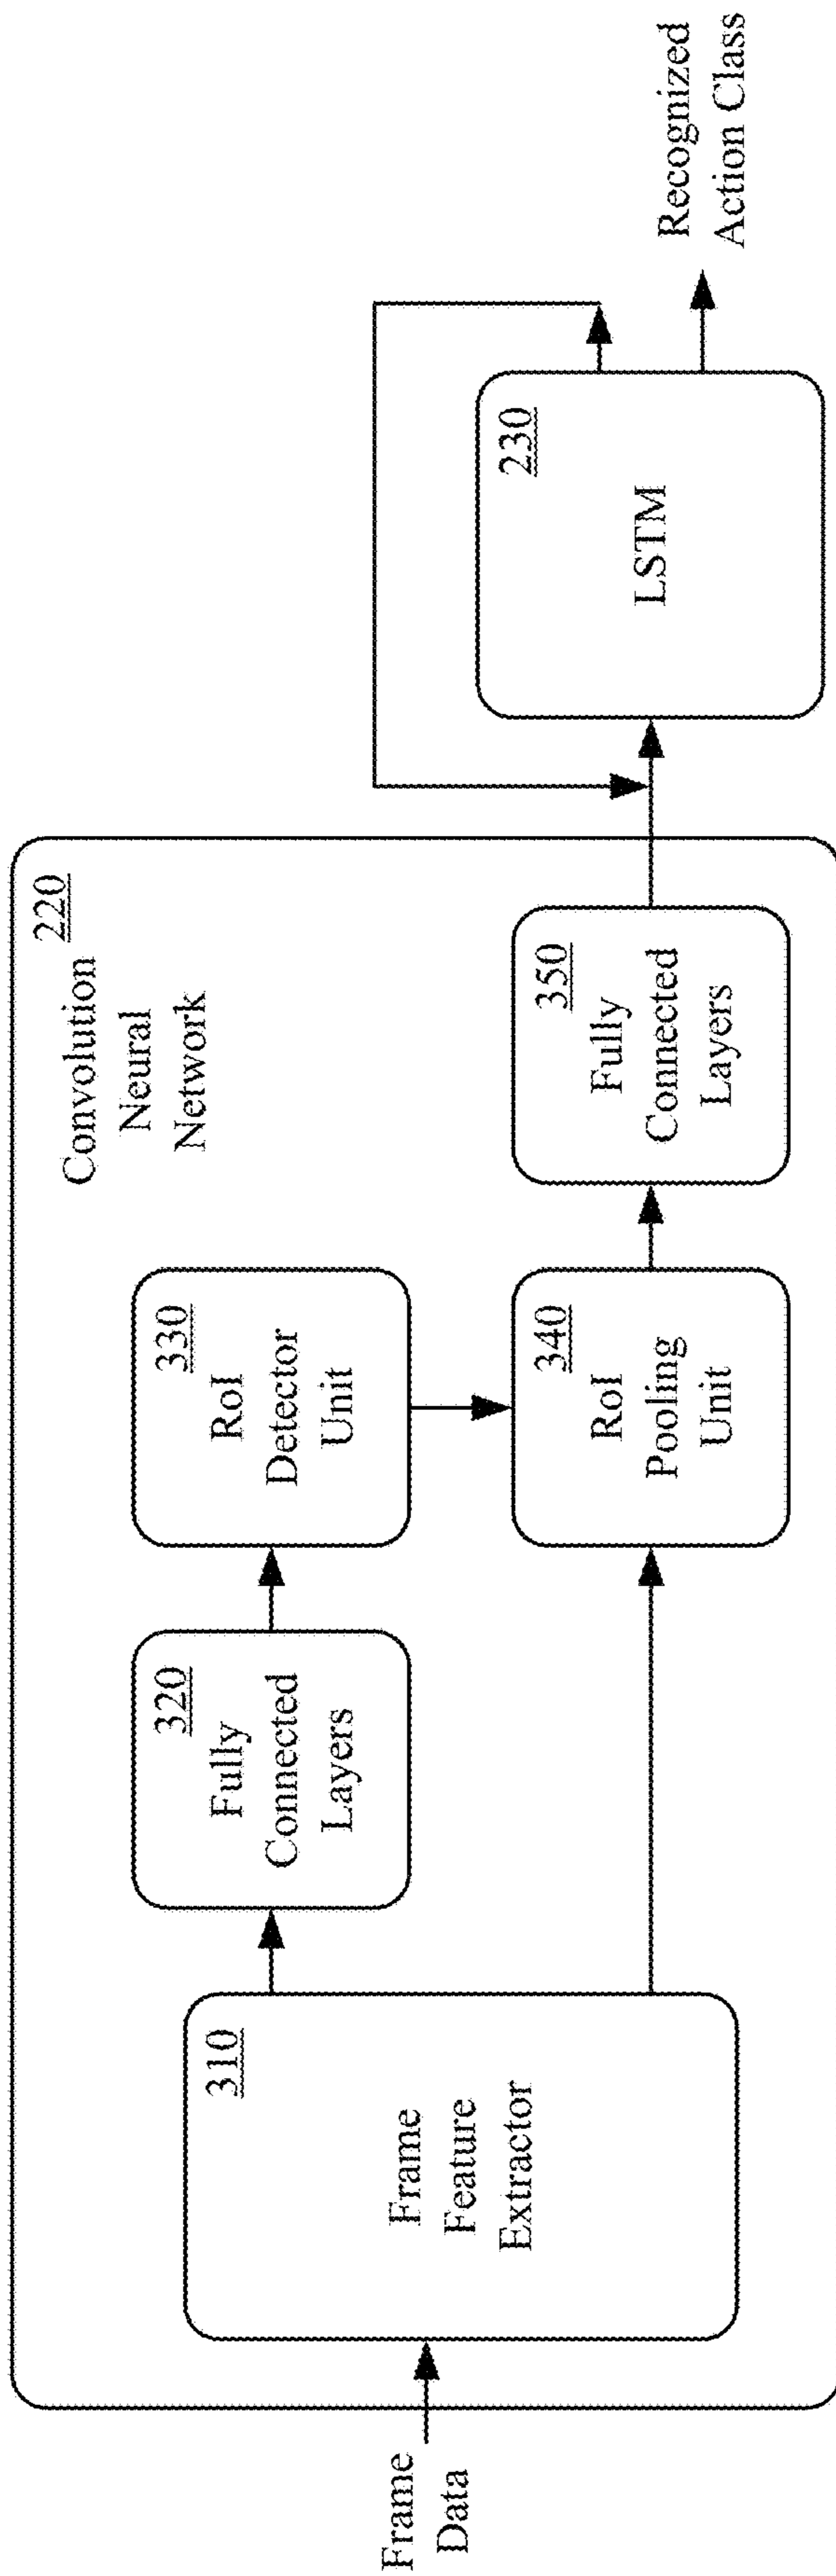 Frame
Data
310
Frame
Feature
Extractor
320
Fully
Connected
Layers
330
RoI
Detector
Unit
340
RoI
Pooling
Unit
220
Convolution
Neural
Network
350
Fully
Connected
Layers
230
LSTM
Recognized
Action Class